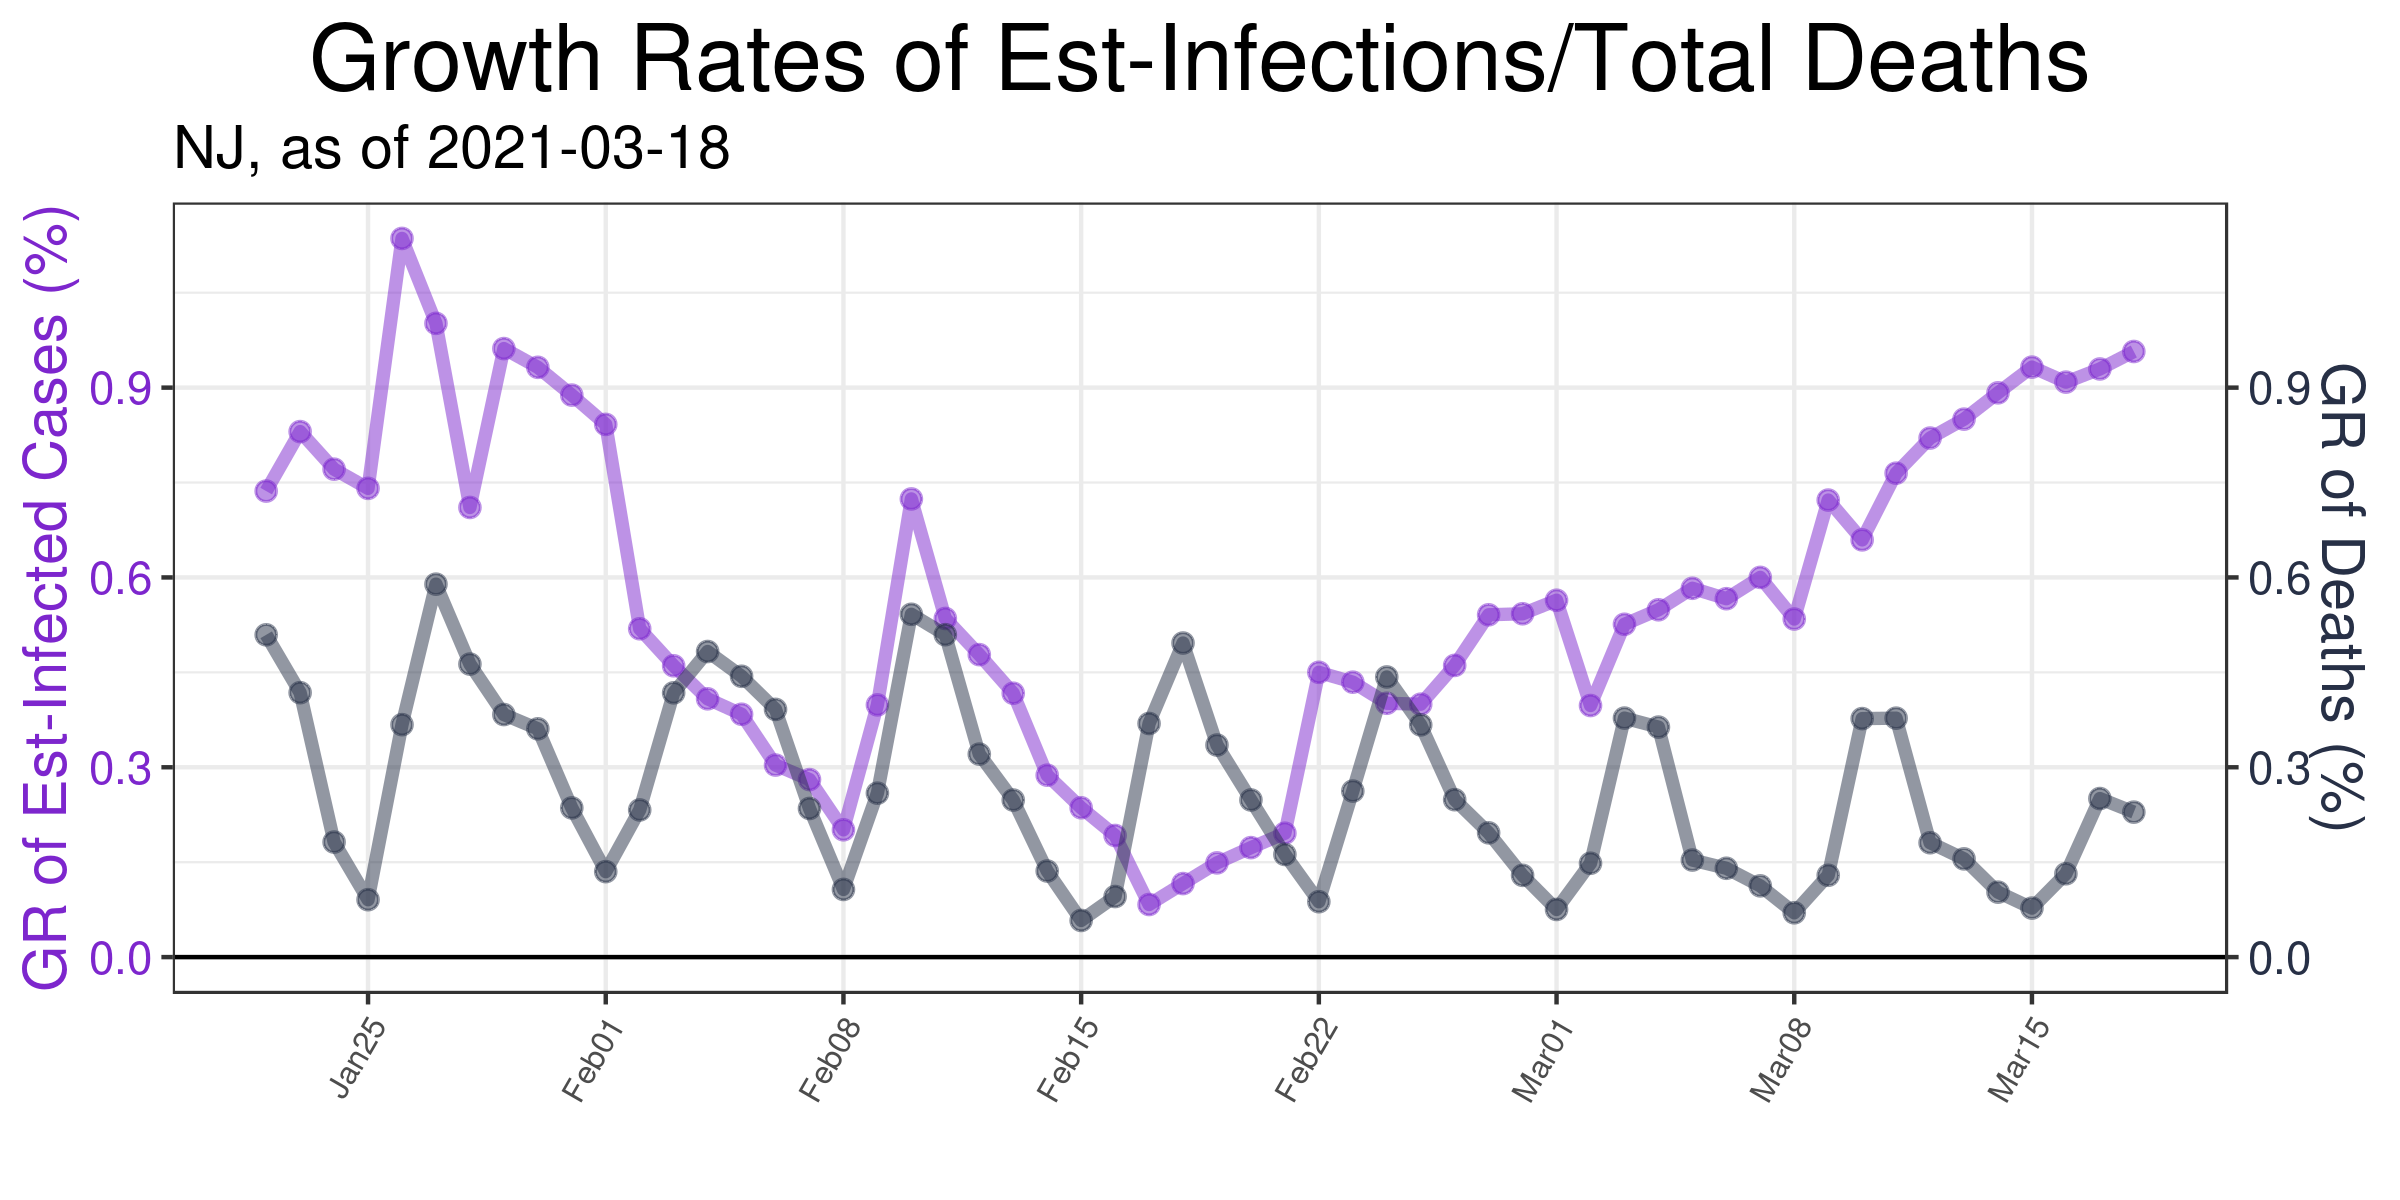 Growth Rates of Est-Infections/Total Deaths
NJ, as of 2021-03-18
GR of Est-Infected Cases (%)
0.9
0.6
0.3
0.0
0.9
0.6
0.3
0.0
GR of Deaths (%)
Jan25
Feb01
Feb08
Feb15
Feb22
Mar01
Mar08
Mar15